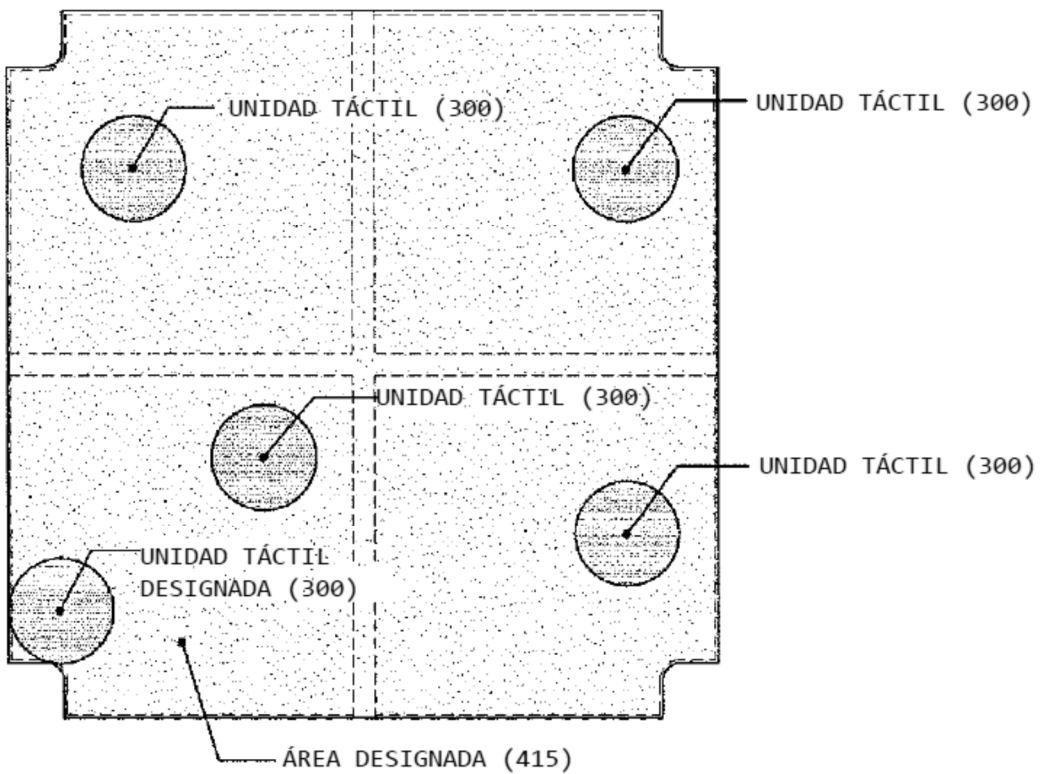 UNIDAD TÁCTIL (300)
UNIDAD TÁCTIL (300)
UNIDAD TÁCTIL (300)
UNIDAD TÁCTIL (300)
UNIDAD TÁCTIL
DESIGNADA (300)
ÁREA DESIGNADA (415)